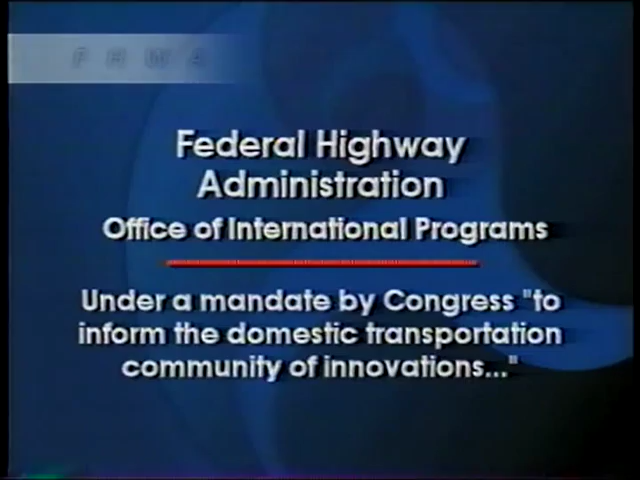 F H W A
Federal Highway
Administration
Office of International Programs
Under a mandate by Congress "to
inform the domestic transportation
community of innovations..."